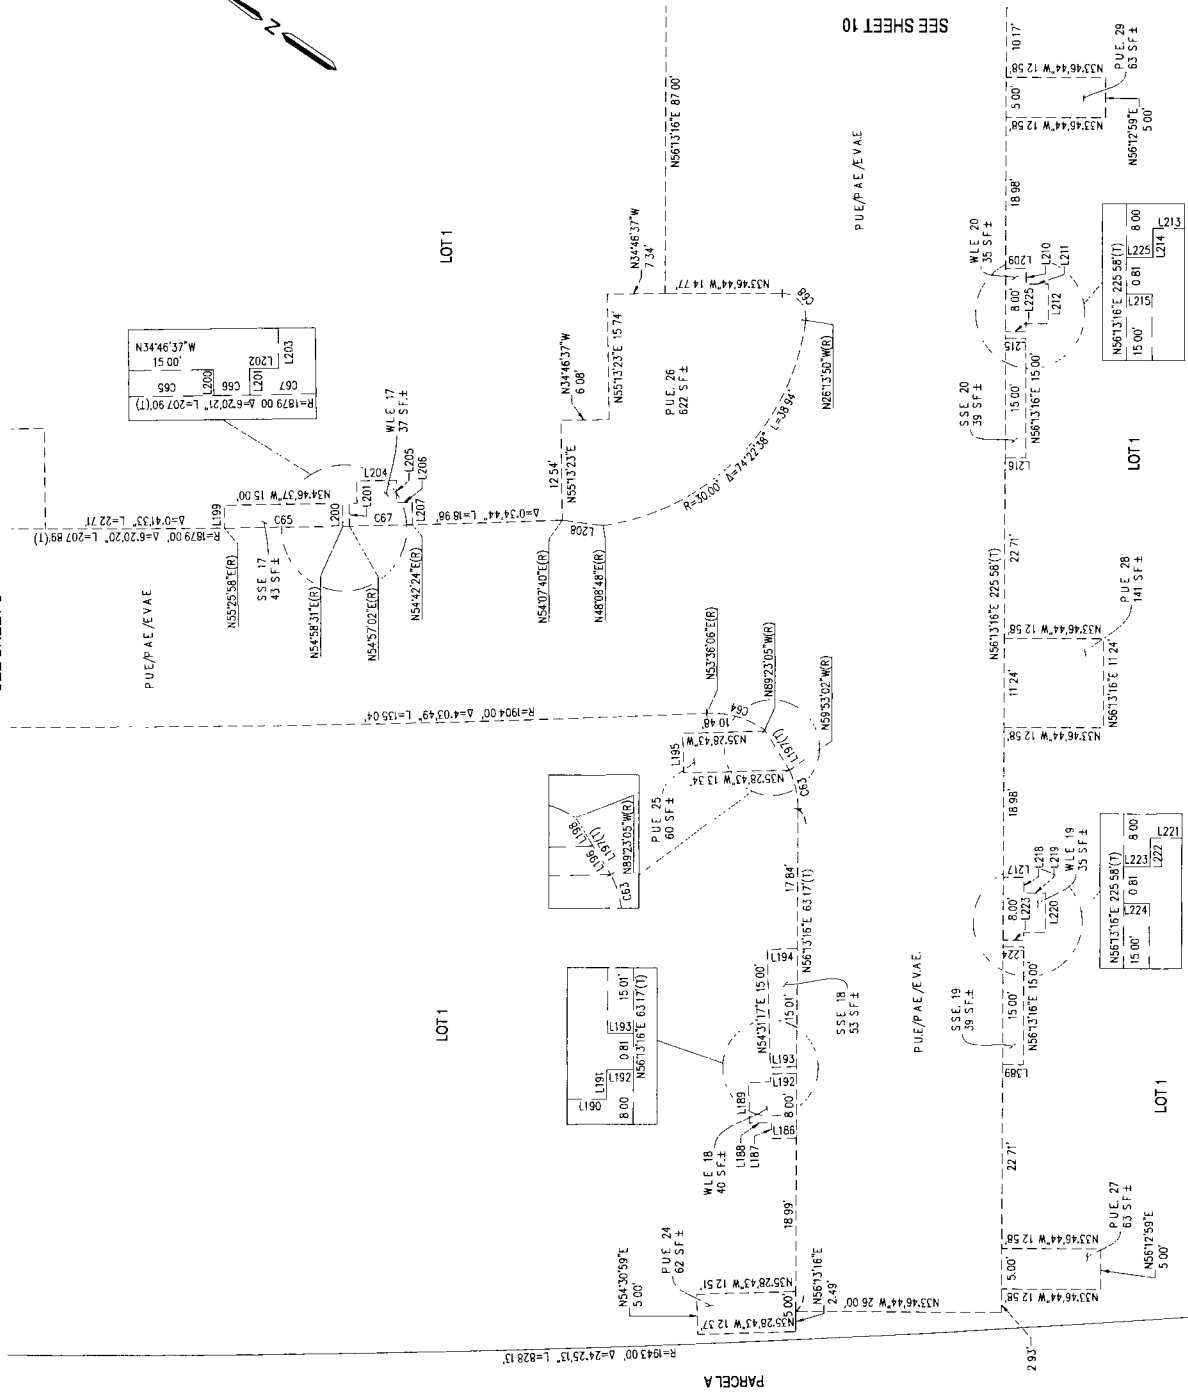 SEE SHEET 10
N
PUE/PAE/EVAE
LOT 1
N34°46'37"W
15 00'
C65
L200
C66
L201
L202
C67
L203
R=1879 00 Δ=6°20'21" L=207 90'(T)
R=1879 00' Δ=6°20'20" L=207 89'(T)
Δ=0°41'33" L=22 71'
L199
N34°46'37"W 15 00'
C65
L200
L201
C67
L204
WLE 17
37 SF±
L205
L206
L207
Δ=0°34'44" L=18 98'
SSE 17
43 SF±
N55°25'58"E(R)
N54°58'31"E(R)
N54°57'02"E(R)
N54°42'24"E(R)
N54°07'40"E(R)
N48°08'48"E(R)
L208
12 54'
N55°13'23"E
N34°46'37"W
6 08'
N55°13'23"E 15 74'
N34°46'37"W
7 34'
N56°13'16"E 87 00'
N33°46'44"W 14 77'
C68
N26°13'50"W(R)
PUE. 26
622 SF±
R=30.00' Δ=74°22'38" L=38 94'
PUE/PAE/EVAE
R=1904 00' Δ=4°03'49" L=135 04'
N53°36'06"E(R)
N89°23'05"W(R)
N59°53'02"W(R)
C64
10 48'
N35°28'43"W
L195
N35°28'43"W 13 34'
L197(T)
C63
PUE 25
60 SF±
L198
L196
L197(T)
C63
N89°23'05"W(R)
17 84'
N56°13'16"E 63 17'(T)
LOT 1
L190
L191
L192
L193
8 00
0 81
15 01'
N56°13'16"E 63 17'(T)
L194
N54°31'17"E 15 00'
15 01'
L193
L192
L189
8 00'
L186
L188
L187
WLE 18
40 SF±
SSE 18
53 SF±
18 99'
N54°30'59"E
5 00'
PUE 24
62 SF±
N35°28'43"W 12 51'
N35°28'43"W 12 37'
5 00'
N56°13'16"E
2.49'
N33°46'44"W 26 00'
2 93'
R=1943 00' Δ=24°25'13" L=828 13'
PARCEL A
PU.E/PAE/EV.AE.
10 17'
N33°46'44"W 12 58'
5 00'
N33°46'44"W 12 58'
PUE. 29
63 SF±
N56°12'59"E
5 00'
18 98'
WLE 20
35 SF±
L209
8 00'
L225
L210
L211
L212
L215
SSE 20
39 SF±
15 00'
N56°13'16"E 15 00'
L216
N56°13'16"E 225 58'(T)
15 00'
0 81
8 00
L215
L225
L214
L213
LOT 1
22 71'
N56°13'16"E 225 58'(T)
PUE 28
141 SF±
N33°46'44"W 12 58'
11 24'
N56°13'16"E 11 24'
N33°46'44"W 12 58'
18 98'
L217
8 00'
L223
L218
L219
L220
WLE 19
35 SF±
L224
N56°13'16"E 225 58'(T)
15 00'
0 81
8 00
L224
L223
L222
L221
SSE. 19
39 SF±
15 00'
N56°13'16"E 15 00'
L389
22 71'
LOT 1
N33°46'44"W 12 58'
5.00'
N33°46'44"W 12 58'
PUE. 27
63 SF±
N56°12'59"E
5 00'